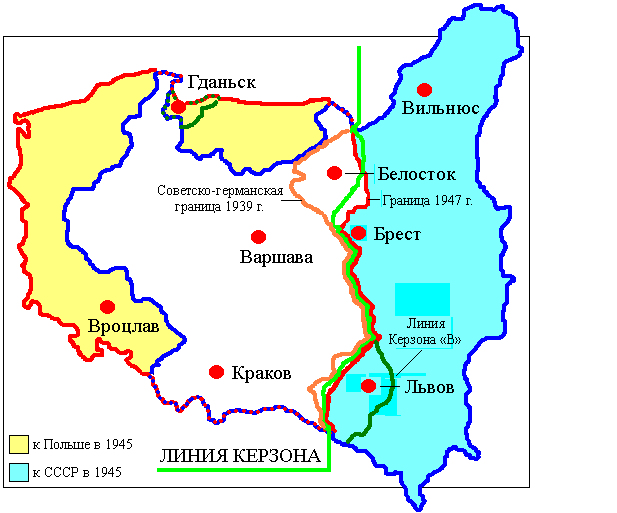 Гданьск
Вильнюс
Белосток
Советско-германская
граница 1939 г.
Граница 1947 г.
Брест
Варшава
Вроцлав
Линия
Керзона «В»
Краков
Львов
к Польше в 1945
ЛИНИЯ КЕРЗОНА
к СССР в 1945